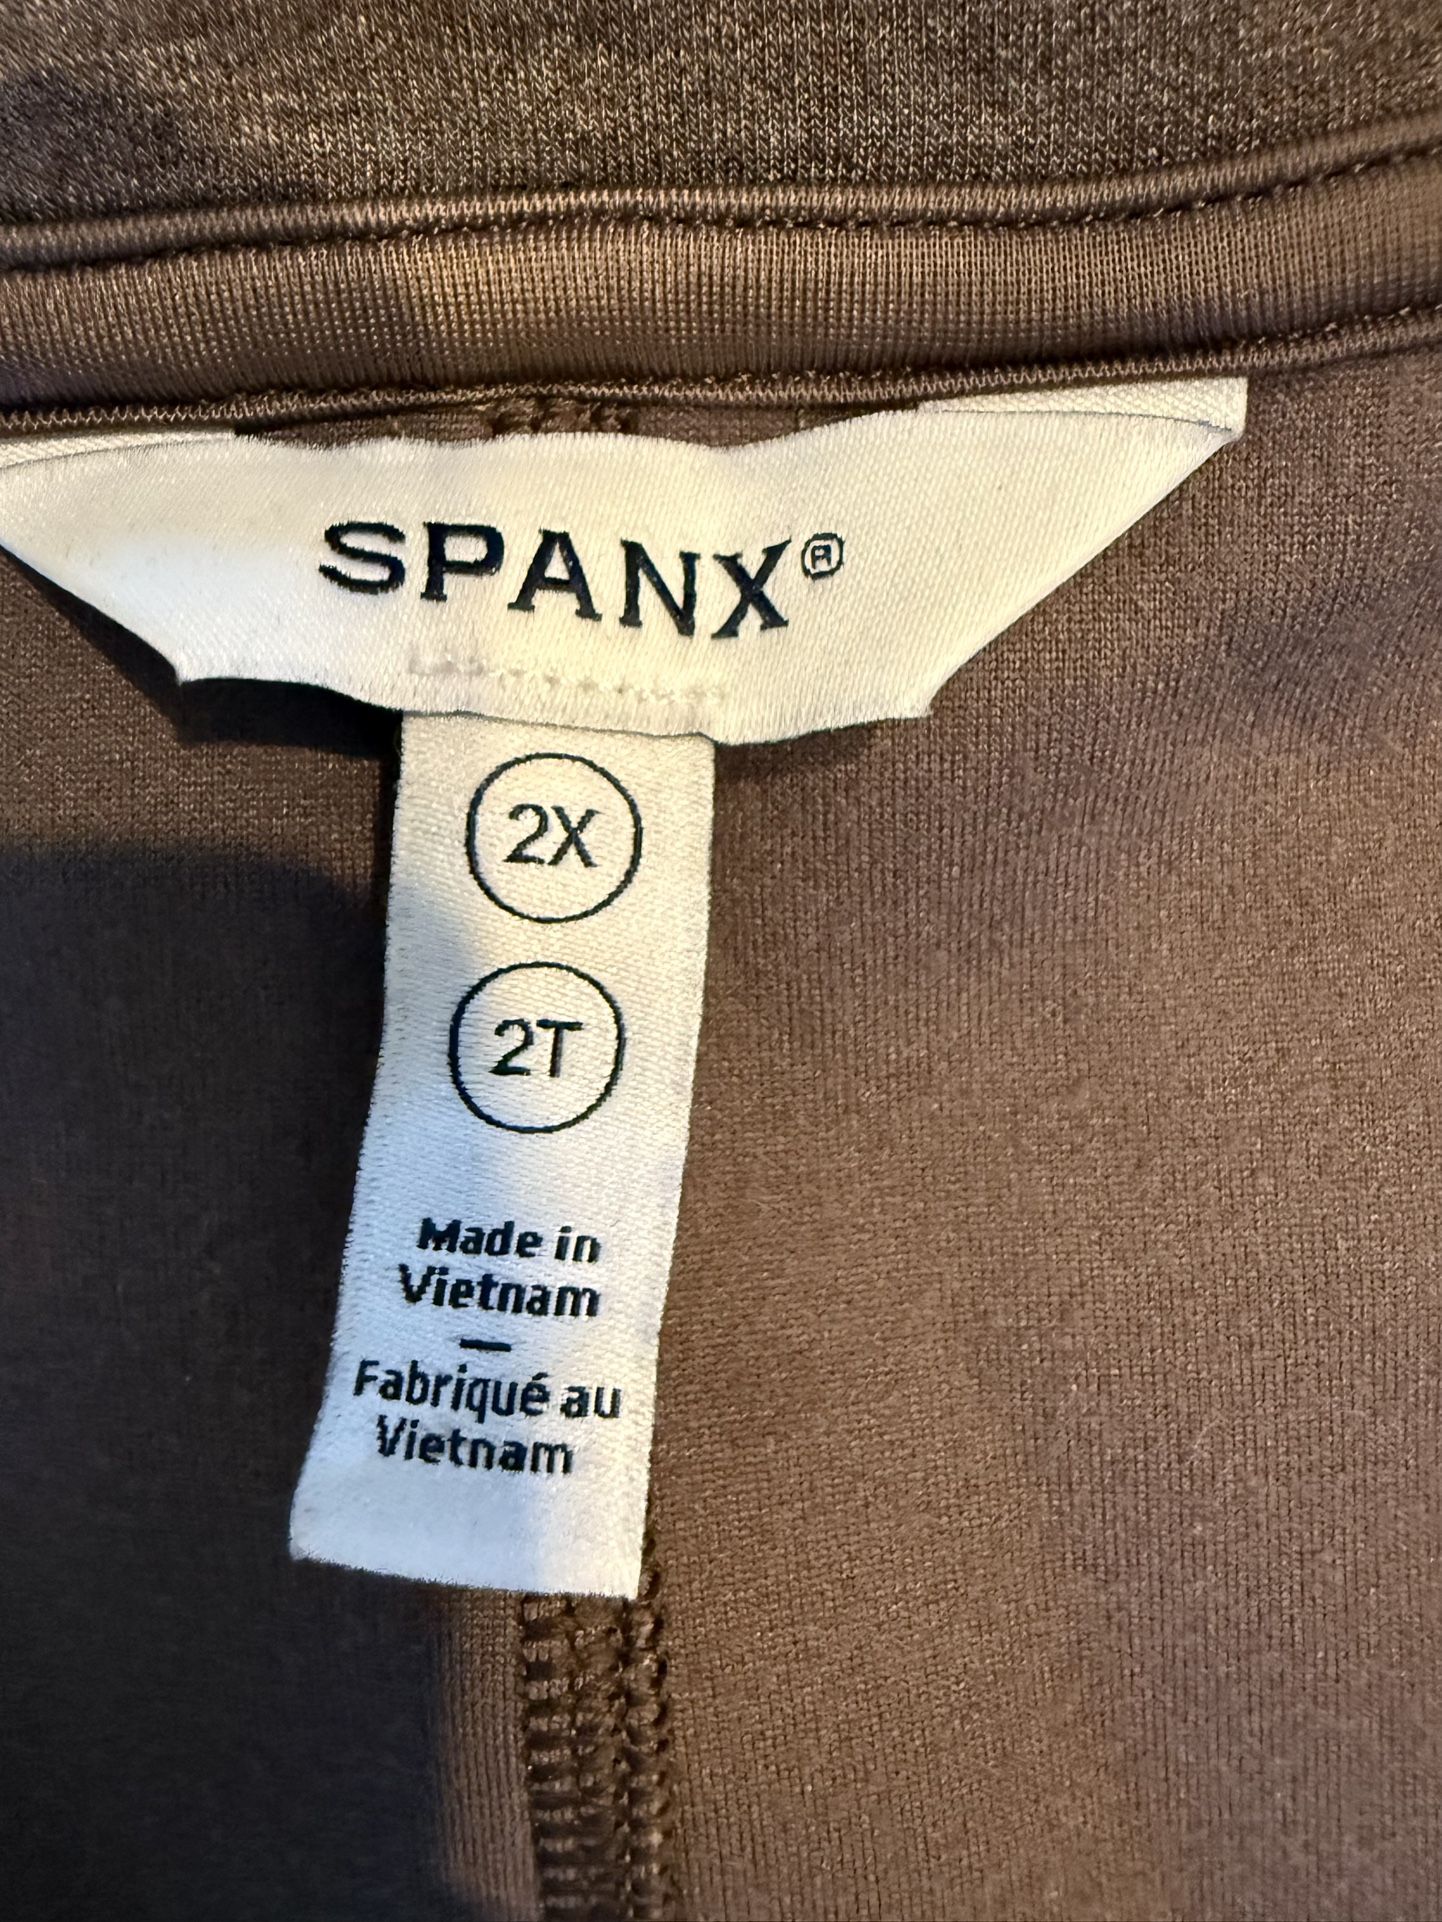 SPANX®
2X
2T
Made in
Vietnam
—
Fabriqué au
Vietnam